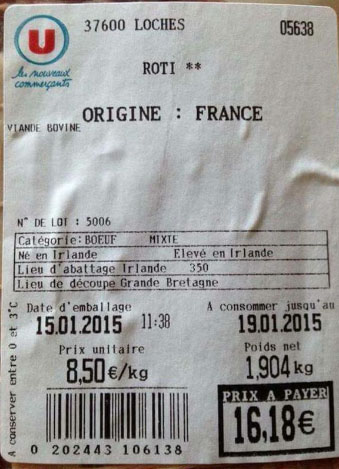 37600 LOCHES 05638
U
les nouveaux
commerçants
ROTI **
ORIGINE : FRANCE
VIANDE BOVINE
N° DE LOT : 5006
Catégorie: BOEUF MIXTE
Né en Irlande Elevé en Irlande
Lieu d'abattage Irlande 350
Lieu de découpe Grande Bretagne
A conserver entre 0 et 3°C
Date d'emballage A consommer jusqu'au
15.01.2015 11:38 19.01.2015
Prix unitaire Poids net
8,50 €/kg 1,904 kg
PRIX A PAYER
16,18€
0 202443 106138